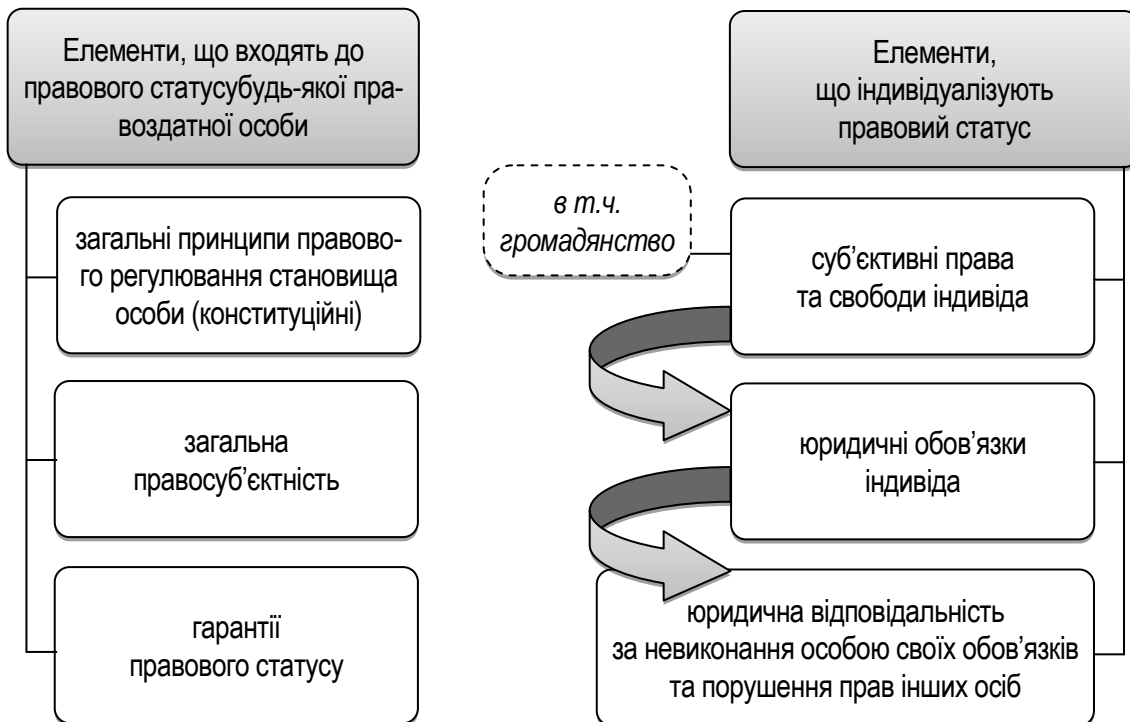 Елементи, що входять до
правового статусубудь-якої пра-
воздатної особи
загальні принципи правово-
го регулювання становища
особи (конституційні)
загальна
правосуб’єктність
гарантії
правового статусу
Елементи,
що індивідуалізують
правовий статус
в т.ч.
громадянство
суб’єктивні права
та свободи індивіда
юридичні обов’язки
індивіда
юридична відповідальність
за невиконання особою своїх обов’язків
та порушення прав інших осіб